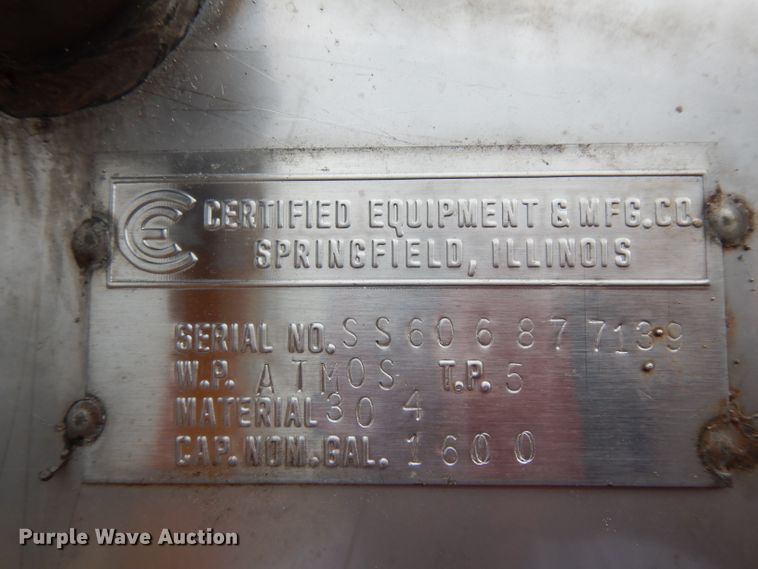 CEC CERTIFIED EQUIPMENT & MFG.CO.
SPRINGFIELD, ILLINOIS
SERIAL NO. SS606877139
W.P. ATMOS T.P. 5
MATERIAL 304
CAP. NOM. GAL. 1600
Purple Wave Auction